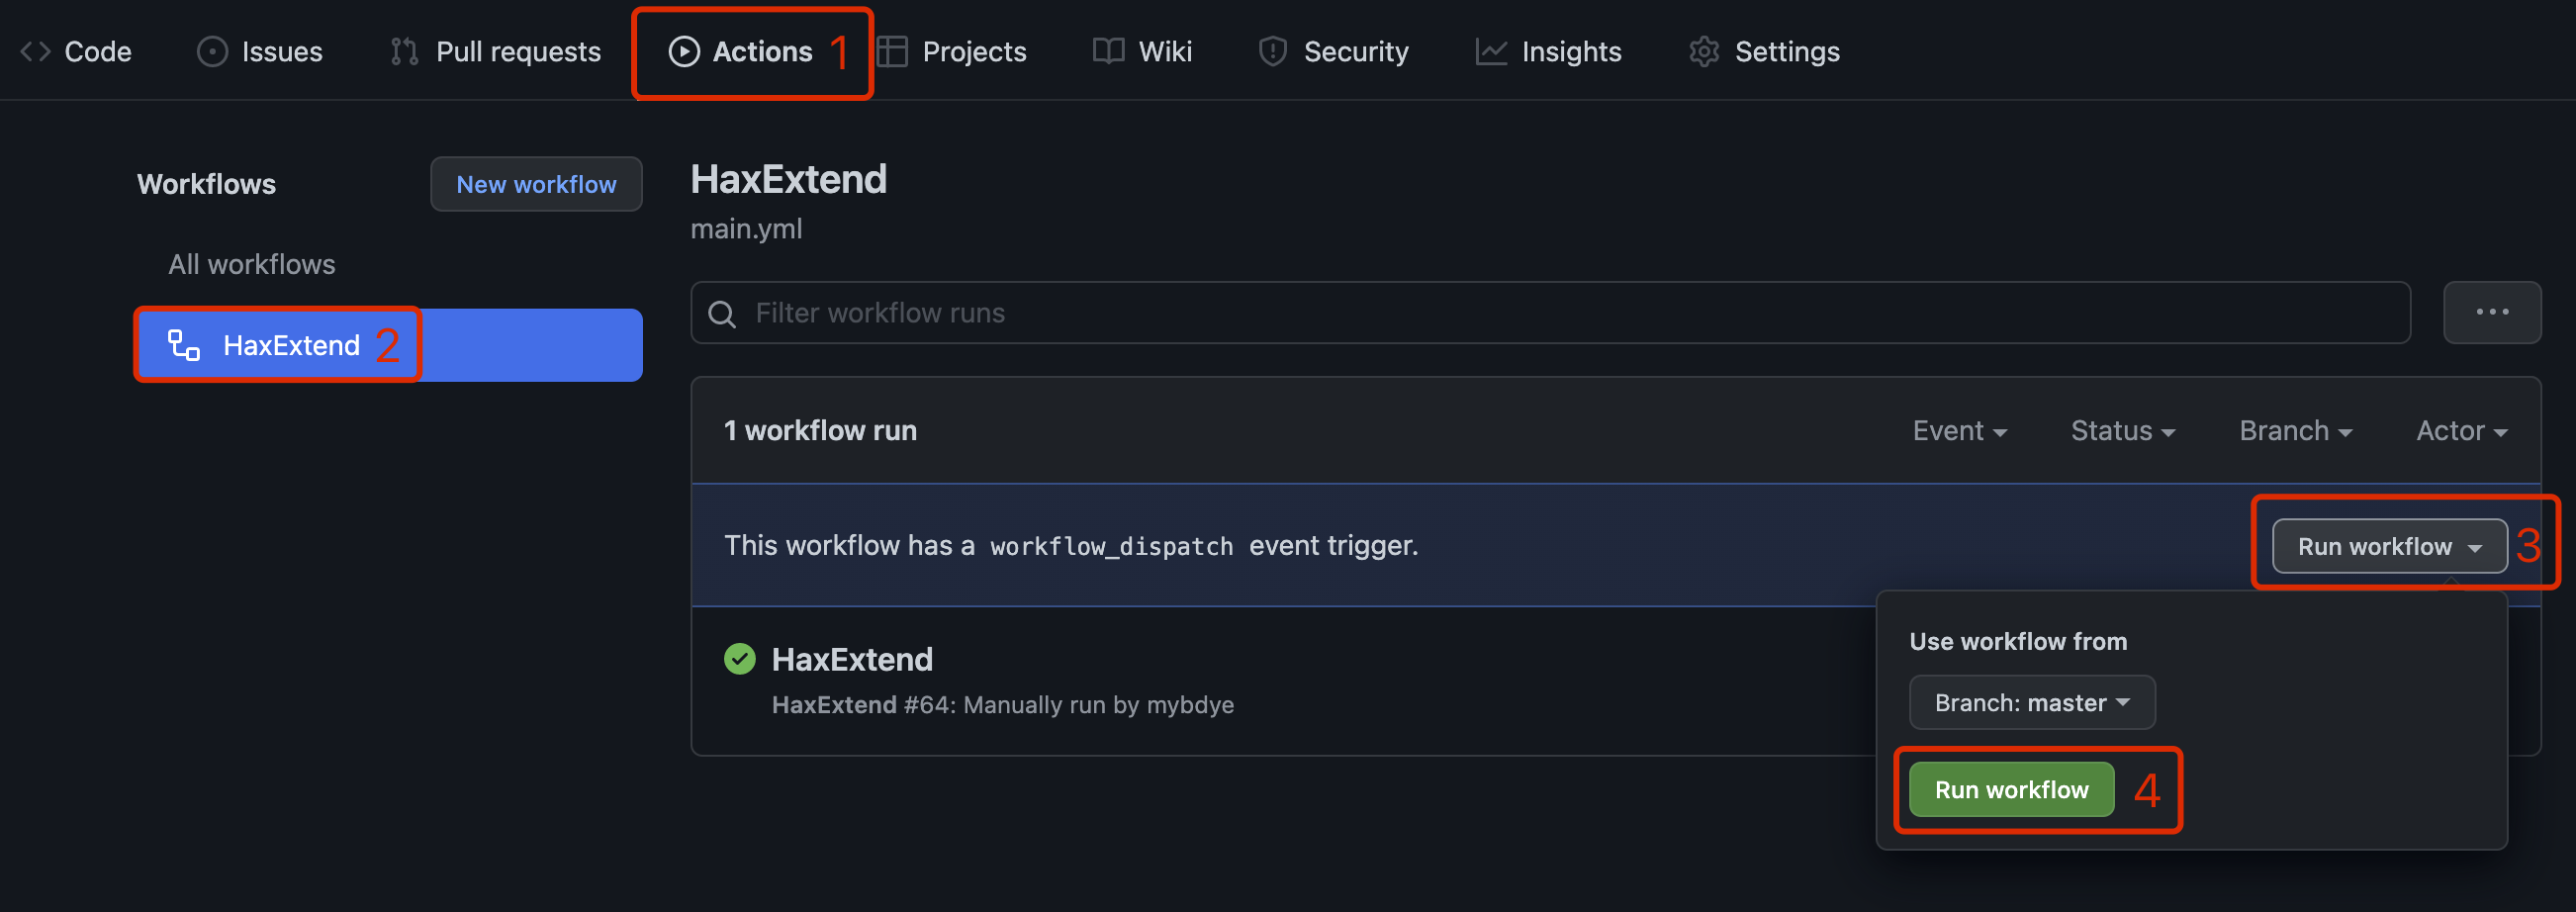 Code Issues Pull requests Actions 1 Projects Wiki Security Insights Settings
Workflows
New workflow
All workflows
HaxExtend 2
HaxExtend
main.yml
Filter workflow runs
1 workflow run
Event Status Branch Actor
This workflow has a workflow_dispatch event trigger.
Run workflow 3
Use workflow from
Branch: master
Run workflow 4
HaxExtend
HaxExtend #64: Manually run by mybdye